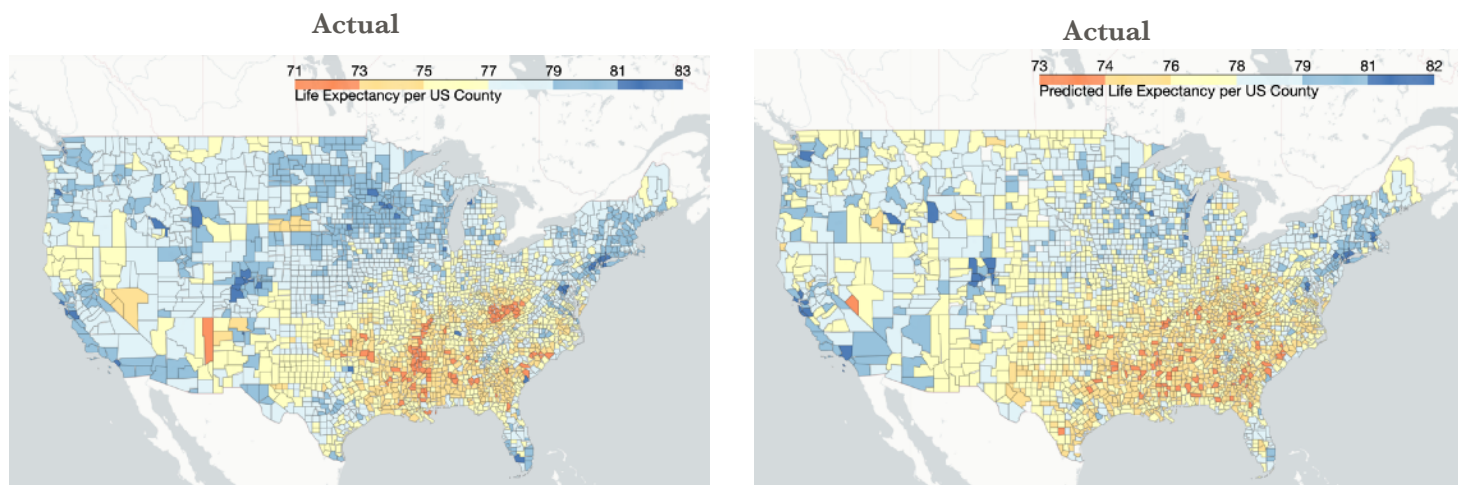 Actual
71 73 75 77 79 81 83
Life Expectancy per US County
Actual
73 74 76 78 79 81 82
Predicted Life Expectancy per US County